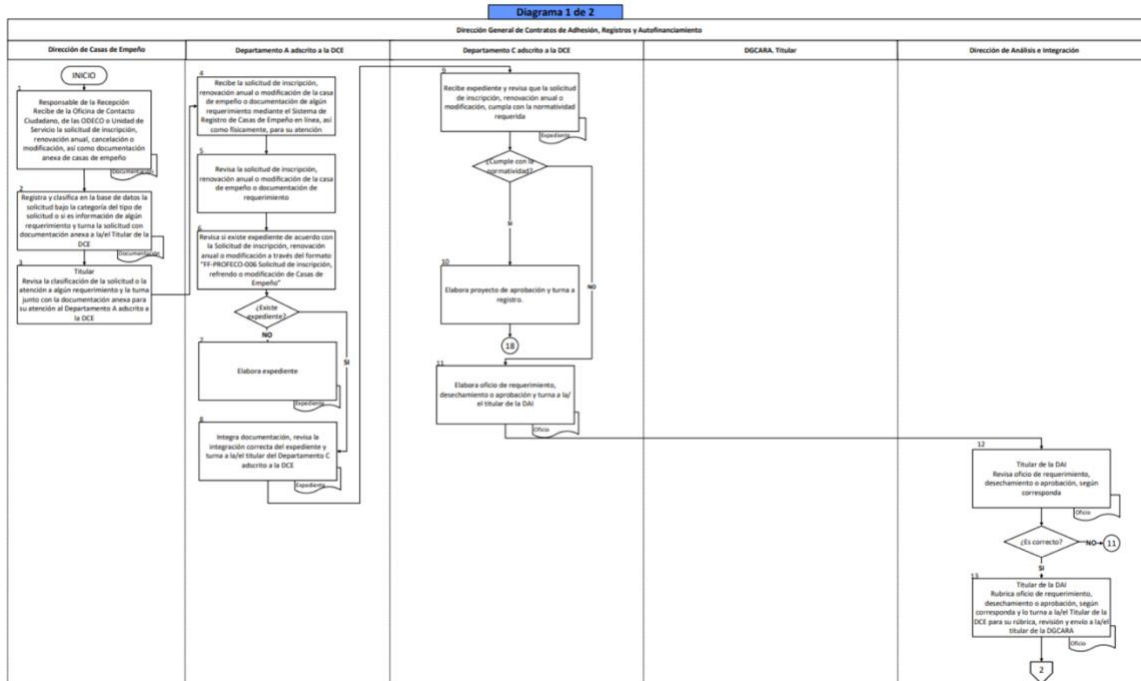 Diagrama 1 de 2
Dirección General de Contratos de Adhesión, Registros y Autofinanciamiento
Dirección de Casas de Empeño
Departamento A adscrito a la DCE
Departamento C adscrito a la DCE
DGCARA. Titular
Dirección de Análisis e Integración
INICIO
1
Responsable de la Recepción
Recibe de la Oficina de Contacto
Ciudadano, de las ODECO o Unidad de
Servicio la solicitud de inscripción,
renovación anual, cancelación o
modificación, así como documentación
anexa de casas de empeño
Documentación
2
Registra y clasifica en la base de datos la
solicitud bajo la categoría del tipo de
solicitud o si es información de algún
requerimiento y turna la solicitud con
documentación anexa a la/el Titular de la
DCE
Documentación
3
Titular
Revisa la clasificación de la solicitud o la
atención a algún requerimiento y la turna
junto con la documentación anexa para
su atención al Departamento A adscrito a
la DCE
4
Recibe la solicitud de inscripción,
renovación anual o modificación de la casa
de empeño o documentación de algún
requerimiento mediante el Sistema de
Registro de Casas de Empeño en línea, así
como físicamente, para su atención
5
Revisa la solicitud de inscripción,
renovación anual o modificación de la casa
de empeño o documentación de
requerimiento
6
Revisa si existe expediente de acuerdo con
la Solicitud de inscripción, renovación
anual o modificación a través del formato
"FF-PROFECO-006 Solicitud de inscripción,
refrendo o modificación de Casas de
Empeño"
¿Existe
expediente?
NO
SI
7
Elabora expediente
Expediente
8
Integra documentación, revisa la
integración correcta del expediente y
turna a la/el titular del Departamento C
adscrito a la DCE
Expediente
9
Recibe expediente y revisa que la solicitud
de inscripción, renovación anual o
modificación, cumpla con la normatividad
requerida
Expediente
¿Cumple con la
normatividad?
SI
NO
10
Elabora proyecto de aprobación y turna a
registro.
18
11
Elabora oficio de requerimiento,
desechamiento o aprobación y turna a la/
el titular de la DAI
Oficio
12
Titular de la DAI
Revisa oficio de requerimiento,
desechamiento o aprobación, según
corresponda
Oficio
¿Es correcto?
NO
11
SI
13
Titular de la DAI
Rubrica oficio de requerimiento,
desechamiento o aprobación, según
corresponda y lo turna a la/el Titular de la
DCE para su rúbrica, revisión y envío a la/el
titular de la DGCARA
Oficio
2